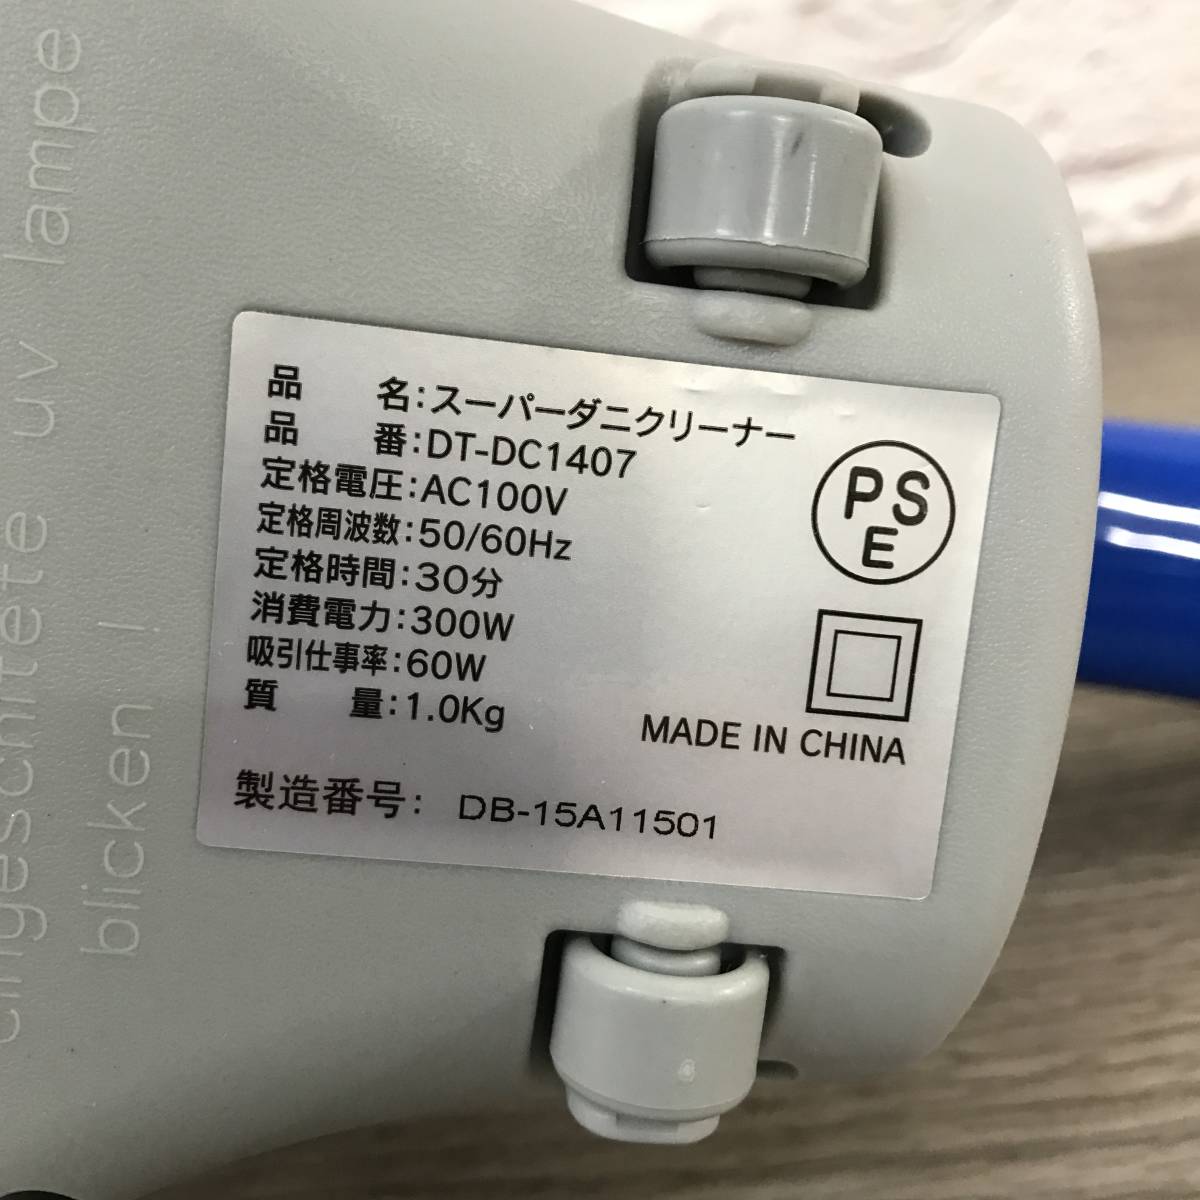 品　名：スーパーダニクリーナー
品　番：DT-DC1407
定格電圧：AC100V
定格周波数：50/60Hz
定格時間：30分
消費電力：300W
吸引仕事率：60W
質　量：1.0Kg
製造番号： DB-15A11501
PSE
MADE IN CHINA
uv lampe
blicken !